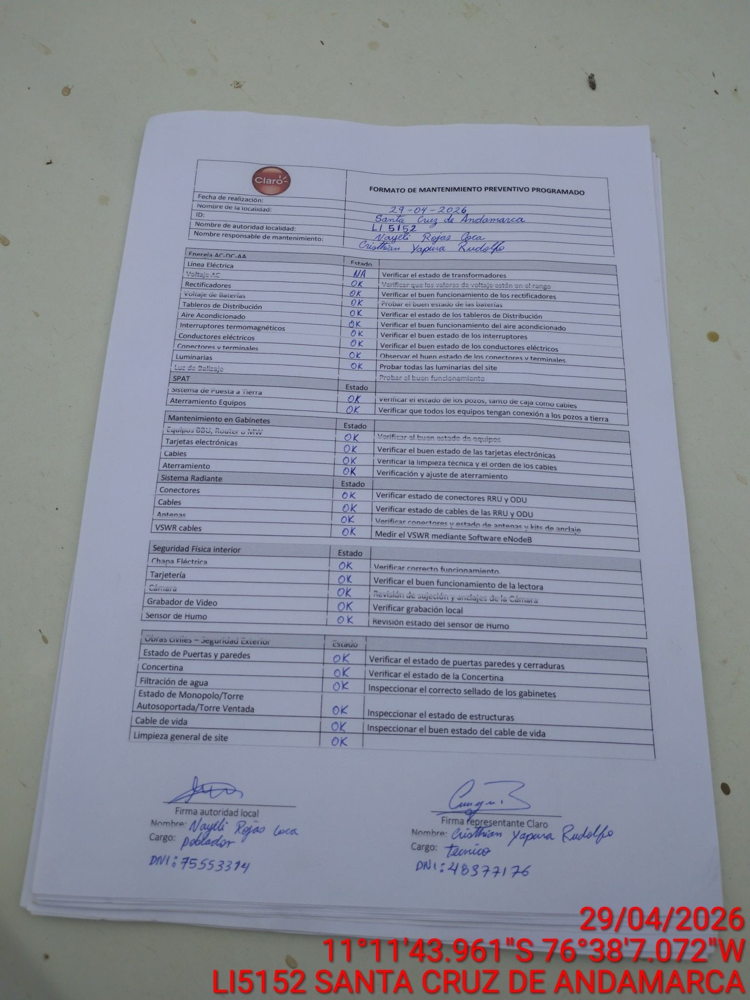 Claro
FORMATO DE MANTENIMIENTO PREVENTIVO PROGRAMADO
Fecha de realización: 29-04-2026
Nombre de la localidad: Santa Cruz de Andamarca
ID: LI 5152
Nombre de autoridad localidad: Nayeli Rojas Coca
Nombre responsable de mantenimiento: Cristhian Yapura Rudolfo
Energía AC-DC-AA Estado
Línea Eléctrica NA Verificar el estado de transformadores
Voltaje AC OK Verificar que los valores de voltaje estén en el rango
Rectificadores OK Verificar el buen funcionamiento de los rectificadores
Voltaje de Baterías OK Probar el buen estado de las baterías
Tableros de Distribución OK Verificar el estado de los tableros de Distribución
Aire Acondicionado OK Verificar el buen funcionamiento del aire acondicionado
Interruptores termomagnéticos OK Verificar el buen estado de los interruptores
Conductores eléctricos OK Verificar el buen estado de los conductores eléctricos
Conectores y terminales OK Observar el buen estado de los conectores y terminales
Luminarias OK Probar todas las luminarias del site
Luz de Balizaje Probar el buen funcionamiento
SPAT Estado
Sistema de Puesta a Tierra OK Verificar el estado de los pozos, tanto de caja como cables
Aterramiento Equipos OK Verificar que todos los equipos tengan conexión a los pozos a tierra
Mantenimiento en Gabinetes Estado
Equipos BBU, Router o MW OK Verificar el buen estado de equipos
Tarjetas electrónicas OK Verificar el buen estado de las tarjetas electrónicas
Cables OK Verificar la limpieza técnica y el orden de los cables
Aterramiento OK Verificación y ajuste de aterramiento
Sistema Radiante Estado
Conectores OK Verificar estado de conectores RRU y ODU
Cables OK Verificar estado de cables de las RRU y ODU
Antenas OK Verificar conectores y estado de antenas y kits de anclaje
VSWR cables OK Medir el VSWR mediante Software eNodeB
Seguridad Física interior Estado
Chapa Eléctrica OK Verificar correcto funcionamiento
Tarjetería OK Verificar el buen funcionamiento de la lectora
Cámara OK Revisión de sujeción y anclajes de la Cámara
Grabador de Video OK Verificar grabación local
Sensor de Humo OK Revisión estado del sensor de Humo
Obras civiles – Seguridad Exterior Estado
Estado de Puertas y paredes OK Verificar el estado de puertas paredes y cerraduras
Concertina OK Verificar el estado de la Concertina
Filtración de agua OK Inspeccionar el correcto sellado de los gabinetes
Estado de Monopolo/Torre
Autosoportada/Torre Ventada OK Inspeccionar el estado de estructuras
Cable de vida OK Inspeccionar el buen estado del cable de vida
Limpieza general de site OK
Firma autoridad local Firma representante Claro
Nombre: Nayeli Rojas Coca Nombre: Cristhian Yapura Rudolfo
Cargo: Poblador Cargo: Tecnico
DNI: 75553314 DNI: 48377176
29/04/2026
11°11'43.961"S 76°38'7.072"W
LI5152 SANTA CRUZ DE ANDAMARCA